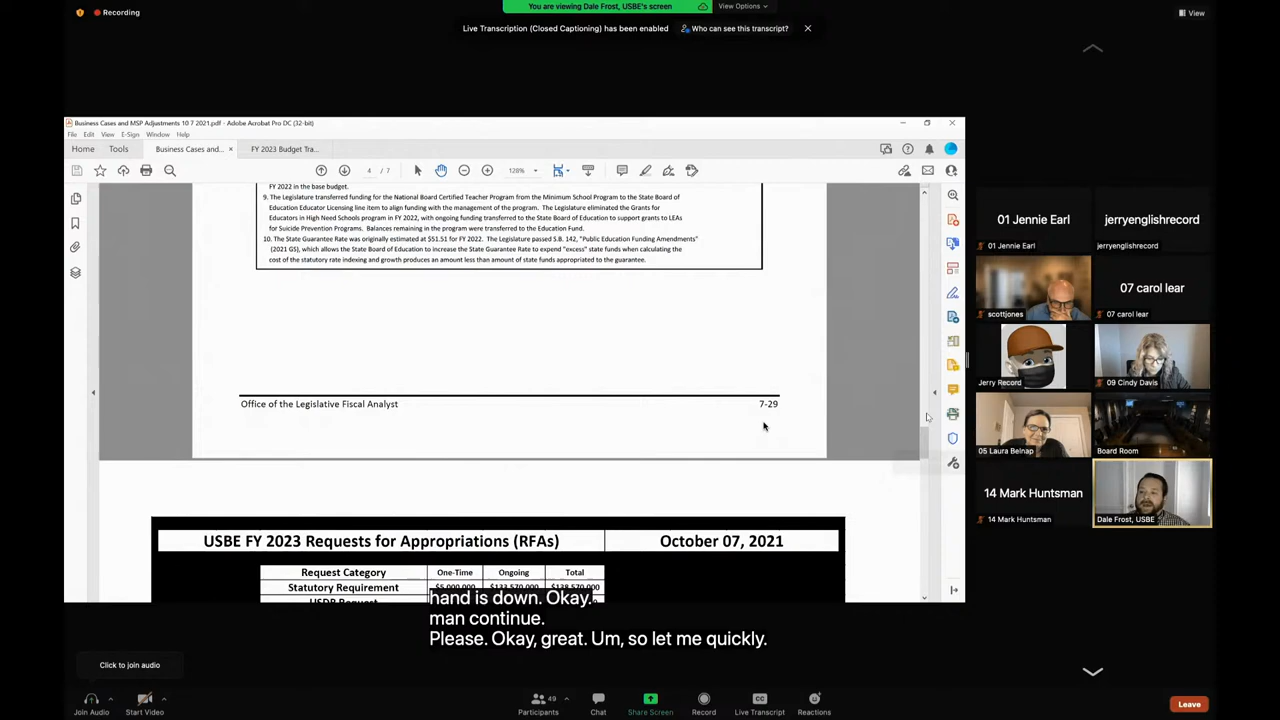 Recording
You are viewing Dale Frost, USBE's screen
View Options
View
Live Transcription (Closed Captioning) has been enabled
Who can see this transcript?
Business Cases and MSP Adjustments 10 7 2021.pdf - Adobe Acrobat Pro DC (32-bit)
File Edit View E-Sign Window Help
Home Tools Business Cases and... × FY 2023 Budget Tra...
4 / 7 128%
FY 2022 in the base budget.
9. The Legislature transferred funding for the National Board Certified Teacher Program from the Minimum School Program to the State Board of
Education Educator Licensing line item to align funding with the management of the program. The Legislature eliminated the Grants for
Educators in High Need Schools program in FY 2022, with ongoing funding transferred to the State Board of Education to support grants to LEAs
for Suicide Prevention Programs. Balances remaining in the program were transferred to the Education Fund.
10. The State Guarantee Rate was originally estimated at $51.51 for FY 2022. The Legislature passed S.B. 142, "Public Education Funding Amendments"
(2021 GS), which allows the State Board of Education to increase the State Guarantee Rate to expend "excess" state funds when calculating the
cost of the statutory rate indexing and growth produces an amount less than amount of state funds appropriated to the guarantee.
Office of the Legislative Fiscal Analyst 7-29
USBE FY 2023 Requests for Appropriations (RFAs) October 07, 2021
Request Category One-Time Ongoing Total
Statutory Requirement $5,000,000 $133,570,000 $138,570,000
USDB Request
hand is down. Okay.
man continue.
Please. Okay, great. Um, so let me quickly.
01 Jennie Earl
01 Jennie Earl
jerryenglishrecord
jerryenglishrecord
scottjones
07 carol lear
07 carol lear
Jerry Record
09 Cindy Davis
05 Laura Belnap
Board Room
14 Mark Huntsman
14 Mark Huntsman
Dale Frost, USBE
Click to join audio
Join Audio
Start Video
49
Participants
Chat
Share Screen
Record
CC
Live Transcript
Reactions
Leave